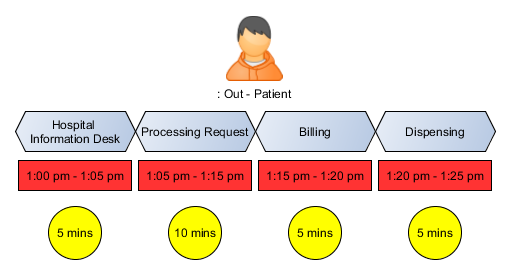 : Out - Patient
Hospital
Information Desk
Processing Request
Billing
Dispensing
1:00 pm - 1:05 pm
1:05 pm - 1:15 pm
1:15 pm - 1:20 pm
1:20 pm - 1:25 pm
5 mins
10 mins
5 mins
5 mins